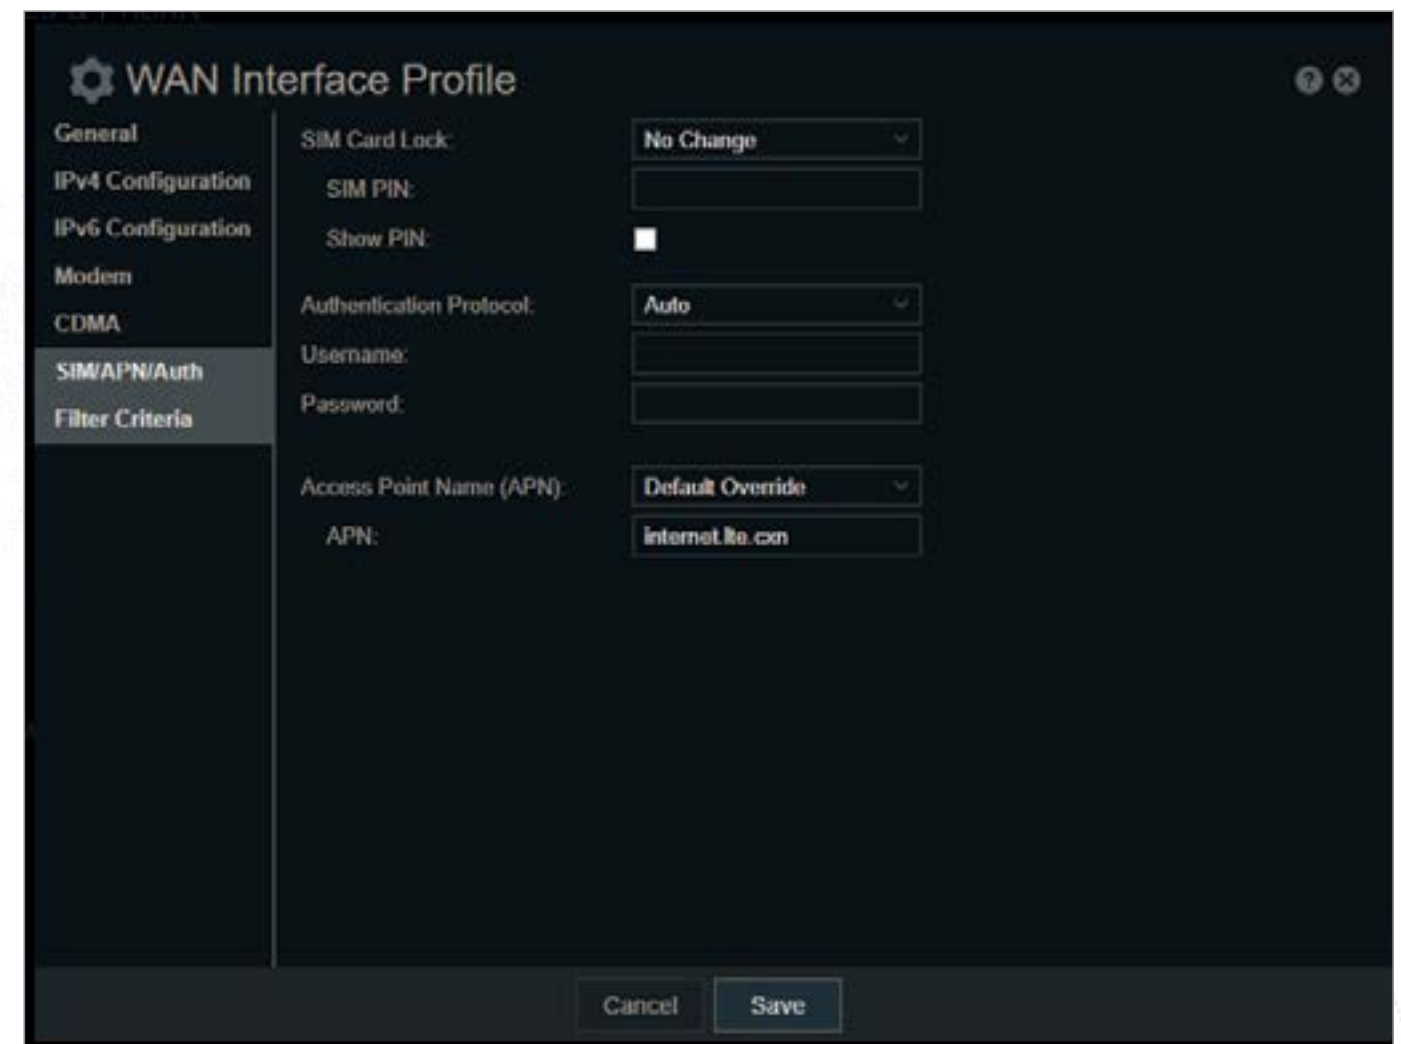 WAN Interface Profile
General
IPv4 Configuration
IPv6 Configuration
Modem
CDMA
SIM/APN/Auth
Filter Criteria
SIM Card Lock: No Change
SIM PIN:
Show PIN:
Authentication Protocol: Auto
Username:
Password:
Access Point Name (APN): Default Override
APN: internet.lte.cxn
Cancel Save